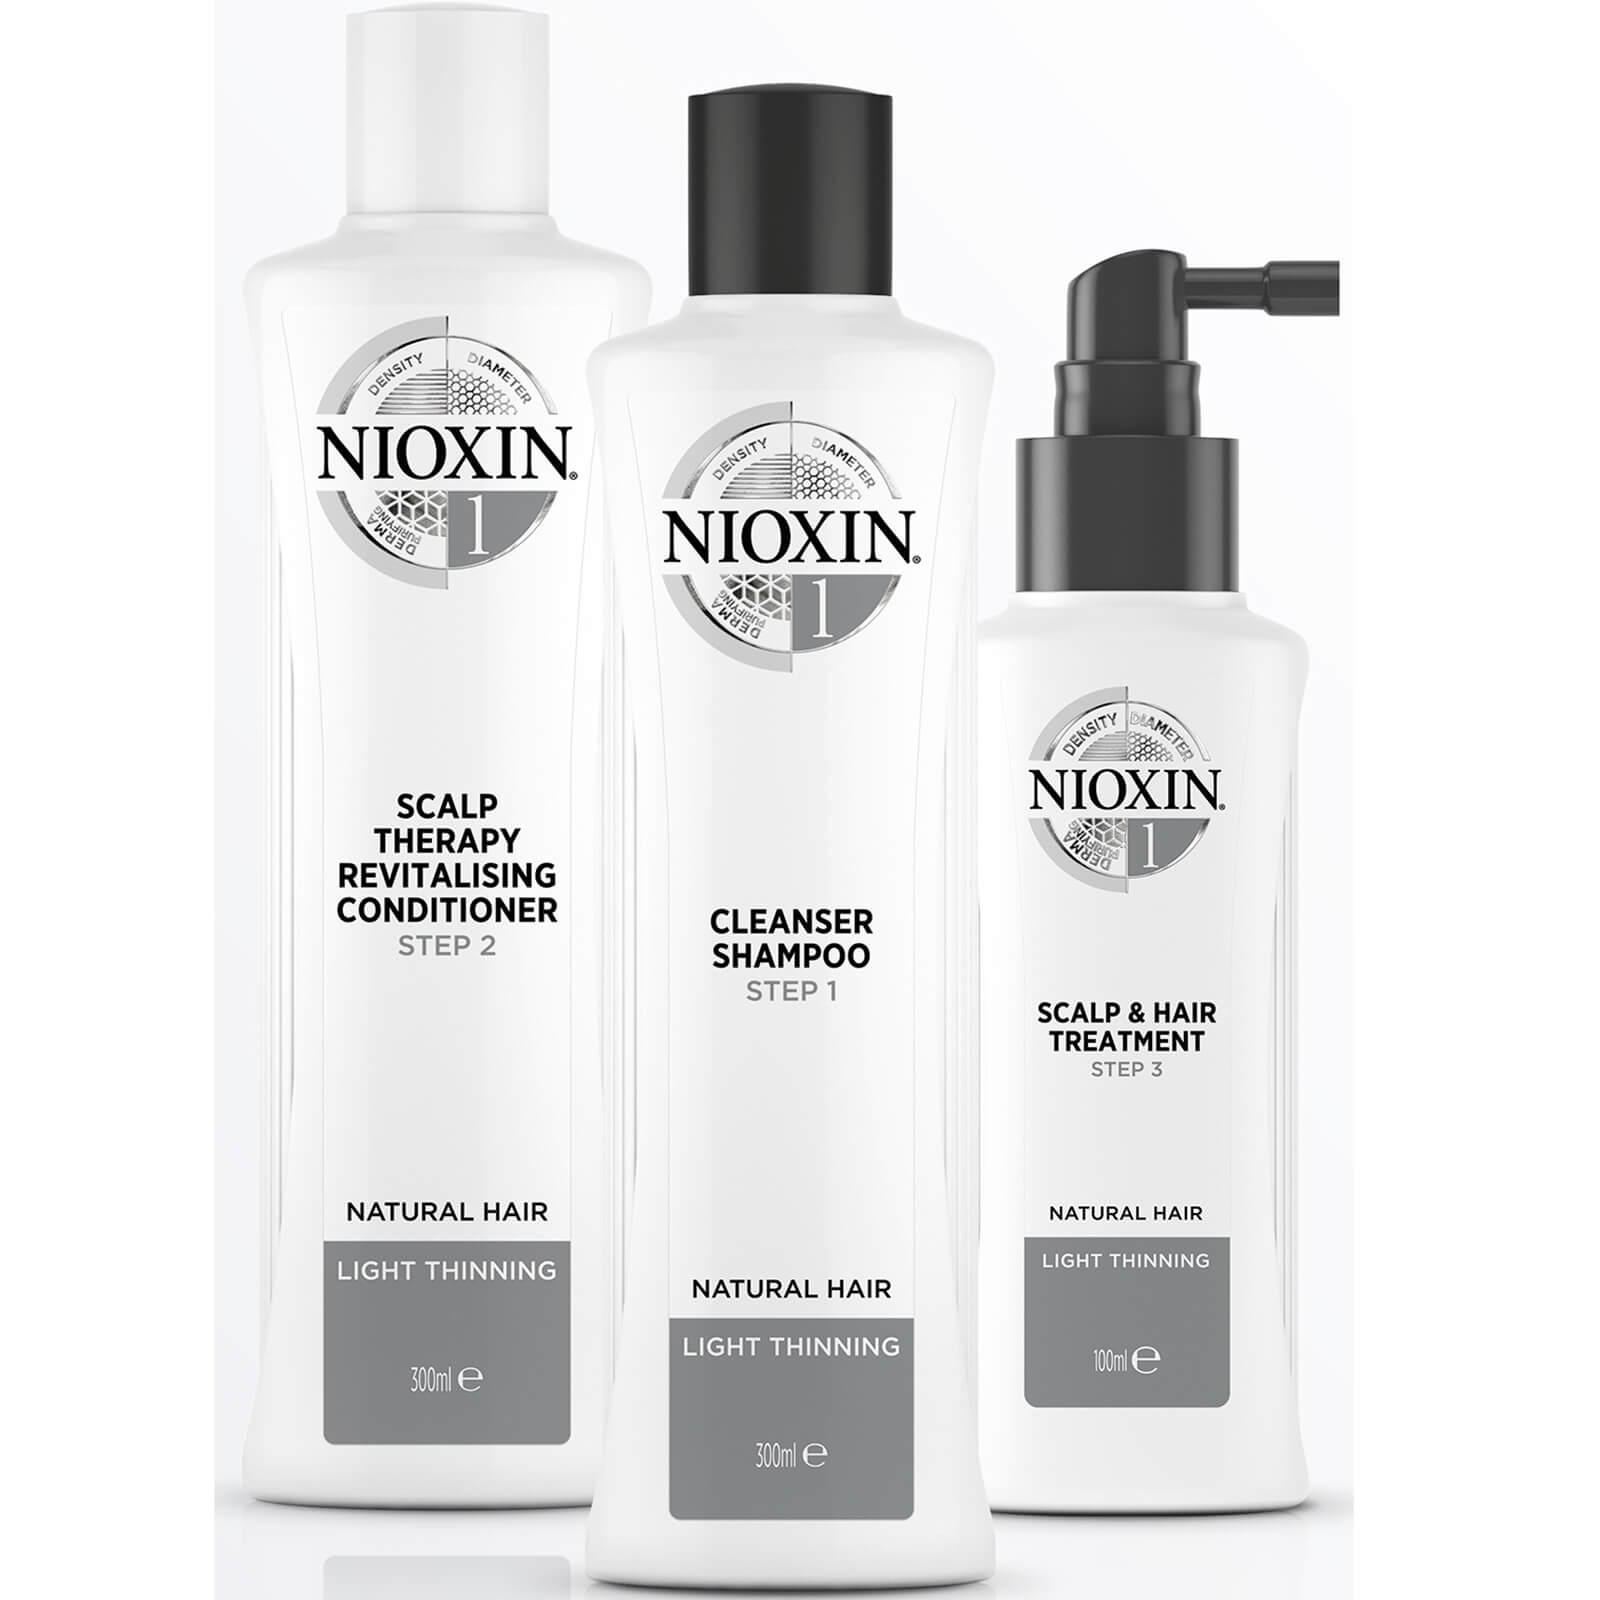 DENSITY
DIAMETER
NIOXIN®
DERMA
PURIFYING
1
SCALP
THERAPY
REVITALISING
CONDITIONER
STEP 2
NATURAL HAIR
LIGHT THINNING
300ml ℮
DENSITY
DIAMETER
NIOXIN®
DERMA
PURIFYING
1
CLEANSER
SHAMPOO
STEP 1
NATURAL HAIR
LIGHT THINNING
300ml ℮
DENSITY
DIAMETER
NIOXIN®
DERMA
PURIFYING
1
SCALP & HAIR
TREATMENT
STEP 3
NATURAL HAIR
LIGHT THINNING
100ml ℮